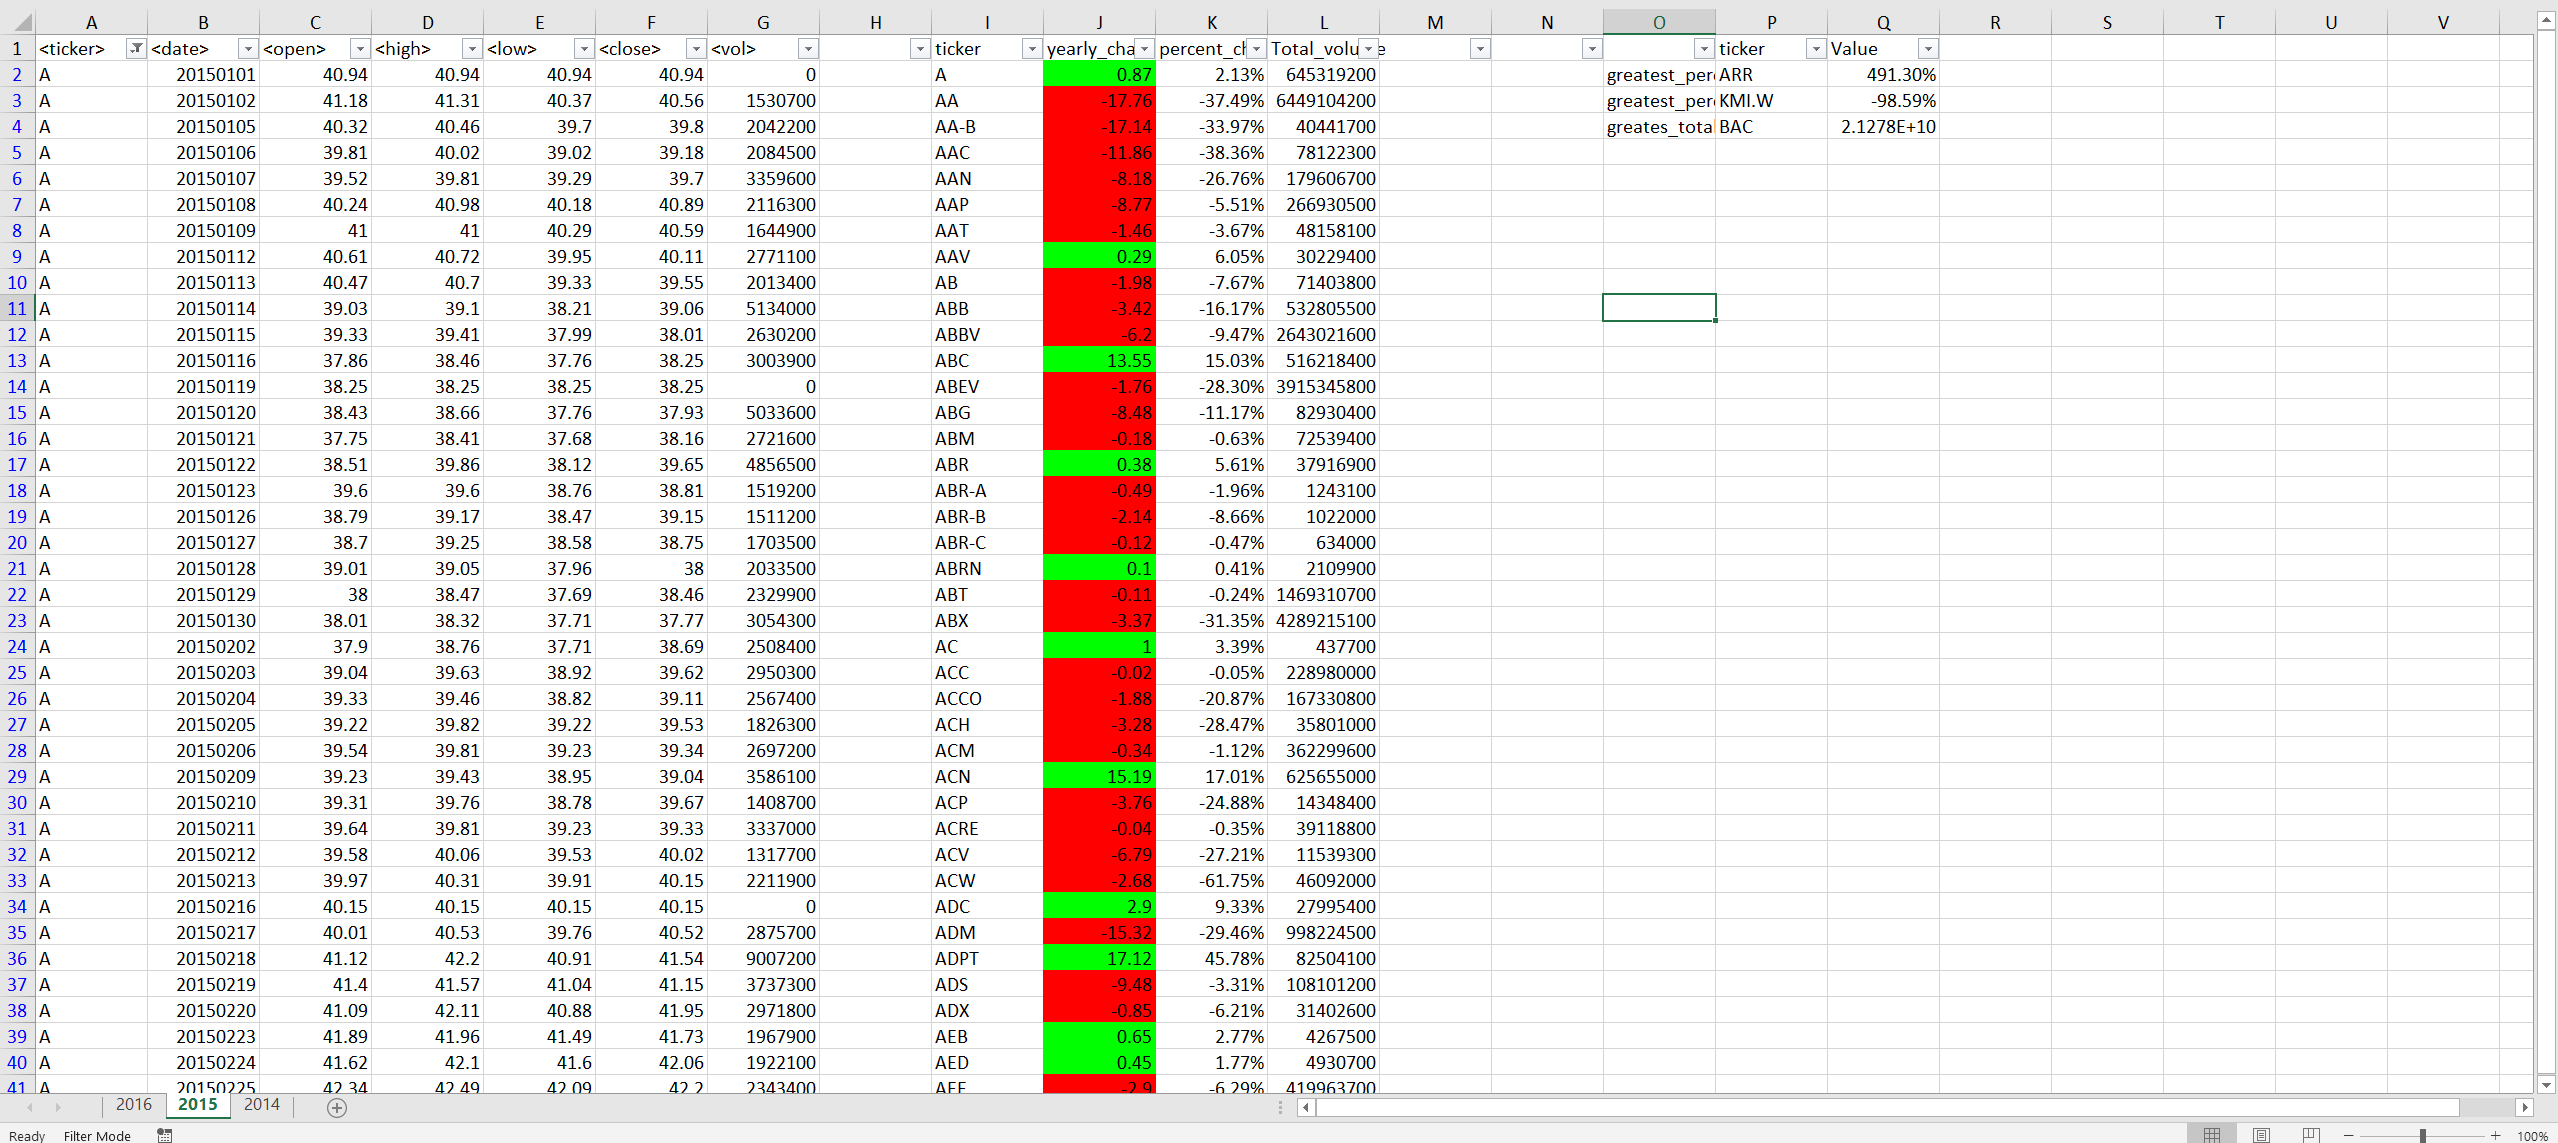 A B C D E F G H I J K L M N O P Q R S T U V
1 <ticker> <date> <open> <high> <low> <close> <vol> ticker yearly_cha percent_ch Total_volu e ticker Value
2 A 20150101 40.94 40.94 40.94 40.94 0 A 0.87 2.13% 645319200 greatest_per ARR 491.30%
3 A 20150102 41.18 41.31 40.37 40.56 1530700 AA -17.76 -37.49% 6449104200 greatest_per KMI.W -98.59%
4 A 20150105 40.32 40.46 39.7 39.8 2042200 AA-B -17.14 -33.97% 40441700 greates_total BAC 2.1278E+10
5 A 20150106 39.81 40.02 39.02 39.18 2084500 AAC -11.86 -38.36% 78122300
6 A 20150107 39.52 39.81 39.29 39.7 3359600 AAN -8.18 -26.76% 179606700
7 A 20150108 40.24 40.98 40.18 40.89 2116300 AAP -8.77 -5.51% 266930500
8 A 20150109 41 41 40.29 40.59 1644900 AAT -1.46 -3.67% 48158100
9 A 20150112 40.61 40.72 39.95 40.11 2771100 AAV 0.29 6.05% 30229400
10 A 20150113 40.47 40.7 39.33 39.55 2013400 AB -1.98 -7.67% 71403800
11 A 20150114 39.03 39.1 38.21 39.06 5134000 ABB -3.42 -16.17% 532805500
12 A 20150115 39.33 39.41 37.99 38.01 2630200 ABBV -6.2 -9.47% 2643021600
13 A 20150116 37.86 38.46 37.76 38.25 3003900 ABC 13.55 15.03% 516218400
14 A 20150119 38.25 38.25 38.25 38.25 0 ABEV -1.76 -28.30% 3915345800
15 A 20150120 38.43 38.66 37.76 37.93 5033600 ABG -8.48 -11.17% 82930400
16 A 20150121 37.75 38.41 37.68 38.16 2721600 ABM -0.18 -0.63% 72539400
17 A 20150122 38.51 39.86 38.12 39.65 4856500 ABR 0.38 5.61% 37916900
18 A 20150123 39.6 39.6 38.76 38.81 1519200 ABR-A -0.49 -1.96% 1243100
19 A 20150126 38.79 39.17 38.47 39.15 1511200 ABR-B -2.14 -8.66% 1022000
20 A 20150127 38.7 39.25 38.58 38.75 1703500 ABR-C -0.12 -0.47% 634000
21 A 20150128 39.01 39.05 37.96 38 2033500 ABRN 0.1 0.41% 2109900
22 A 20150129 38 38.47 37.69 38.46 2329900 ABT -0.11 -0.24% 1469310700
23 A 20150130 38.01 38.32 37.71 37.77 3054300 ABX -3.37 -31.35% 4289215100
24 A 20150202 37.9 38.76 37.71 38.69 2508400 AC 1 3.39% 437700
25 A 20150203 39.04 39.63 38.92 39.62 2950300 ACC -0.02 -0.05% 228980000
26 A 20150204 39.33 39.46 38.82 39.11 2567400 ACCO -1.88 -20.87% 167330800
27 A 20150205 39.22 39.82 39.22 39.53 1826300 ACH -3.28 -28.47% 35801000
28 A 20150206 39.54 39.81 39.23 39.34 2697200 ACM -0.34 -1.12% 362299600
29 A 20150209 39.23 39.43 38.95 39.04 3586100 ACN 15.19 17.01% 625655000
30 A 20150210 39.31 39.76 38.78 39.67 1408700 ACP -3.76 -24.88% 14348400
31 A 20150211 39.64 39.81 39.23 39.33 3337000 ACRE -0.04 -0.35% 39118800
32 A 20150212 39.58 40.06 39.53 40.02 1317700 ACV -6.79 -27.21% 11539300
33 A 20150213 39.97 40.31 39.91 40.15 2211900 ACW -2.68 -61.75% 46092000
34 A 20150216 40.15 40.15 40.15 40.15 0 ADC 2.9 9.33% 27995400
35 A 20150217 40.01 40.53 39.76 40.52 2875700 ADM -15.32 -29.46% 998224500
36 A 20150218 41.12 42.2 40.91 41.54 9007200 ADPT 17.12 45.78% 82504100
37 A 20150219 41.4 41.57 41.04 41.15 3737300 ADS -9.48 -3.31% 108101200
38 A 20150220 41.09 42.11 40.88 41.95 2971800 ADX -0.85 -6.21% 31402600
39 A 20150223 41.89 41.96 41.49 41.73 1967900 AEB 0.65 2.77% 4267500
40 A 20150224 41.62 42.1 41.6 42.06 1922100 AED 0.45 1.77% 4930700
41 A 20150225 42.34 42.49 42.09 42.2 2343400 AEE -2.9 -6.29% 419963700
2016 2015 2014
Ready Filter Mode 100%